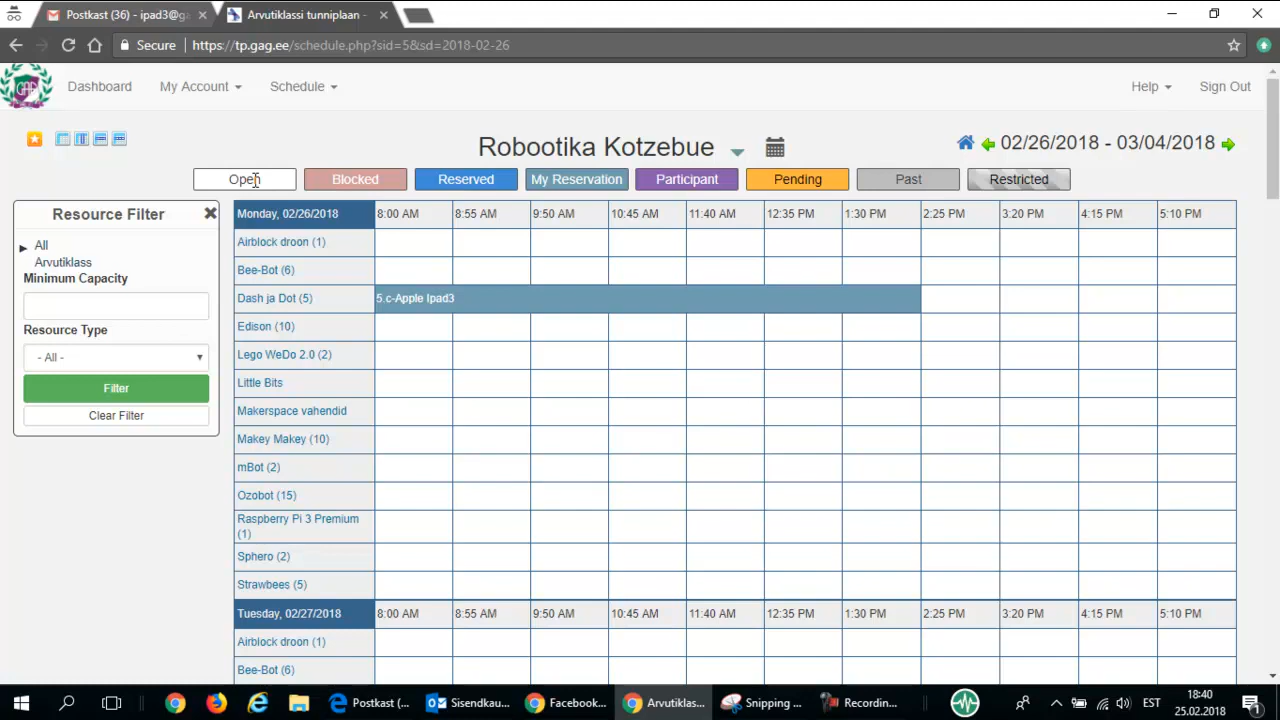 Postkast (36) - ipad3@ga
Arvutiklassi tunniplaan -
Secure
https://tp.gag.ee/schedule.php?sid=5&sd=2018-02-26
GAG
Dashboard
My Account
Schedule
Help
Sign Out
Robootika Kotzebue
02/26/2018 - 03/04/2018
Open
Blocked
Reserved
My Reservation
Participant
Pending
Past
Restricted
Resource Filter
All
Arvutiklass
Minimum Capacity
Resource Type
- All -
Filter
Clear Filter
Monday, 02/26/2018 8:00 AM 8:55 AM 9:50 AM 10:45 AM 11:40 AM 12:35 PM 1:30 PM 2:25 PM 3:20 PM 4:15 PM 5:10 PM
Airblock droon (1)
Bee-Bot (6)
Dash ja Dot (5) 5.c-Apple Ipad3
Edison (10)
Lego WeDo 2.0 (2)
Little Bits
Makerspace vahendid
Makey Makey (10)
mBot (2)
Ozobot (15)
Raspberry Pi 3 Premium
(1)
Sphero (2)
Strawbees (5)
Tuesday, 02/27/2018 8:00 AM 8:55 AM 9:50 AM 10:45 AM 11:40 AM 12:35 PM 1:30 PM 2:25 PM 3:20 PM 4:15 PM 5:10 PM
Airblock droon (1)
Bee-Bot (6)
Postkast (...
Sisendkau...
Facebook...
Arvutiklas...
Snipping ...
Recordin...
EST
18:40
25.02.2018
1